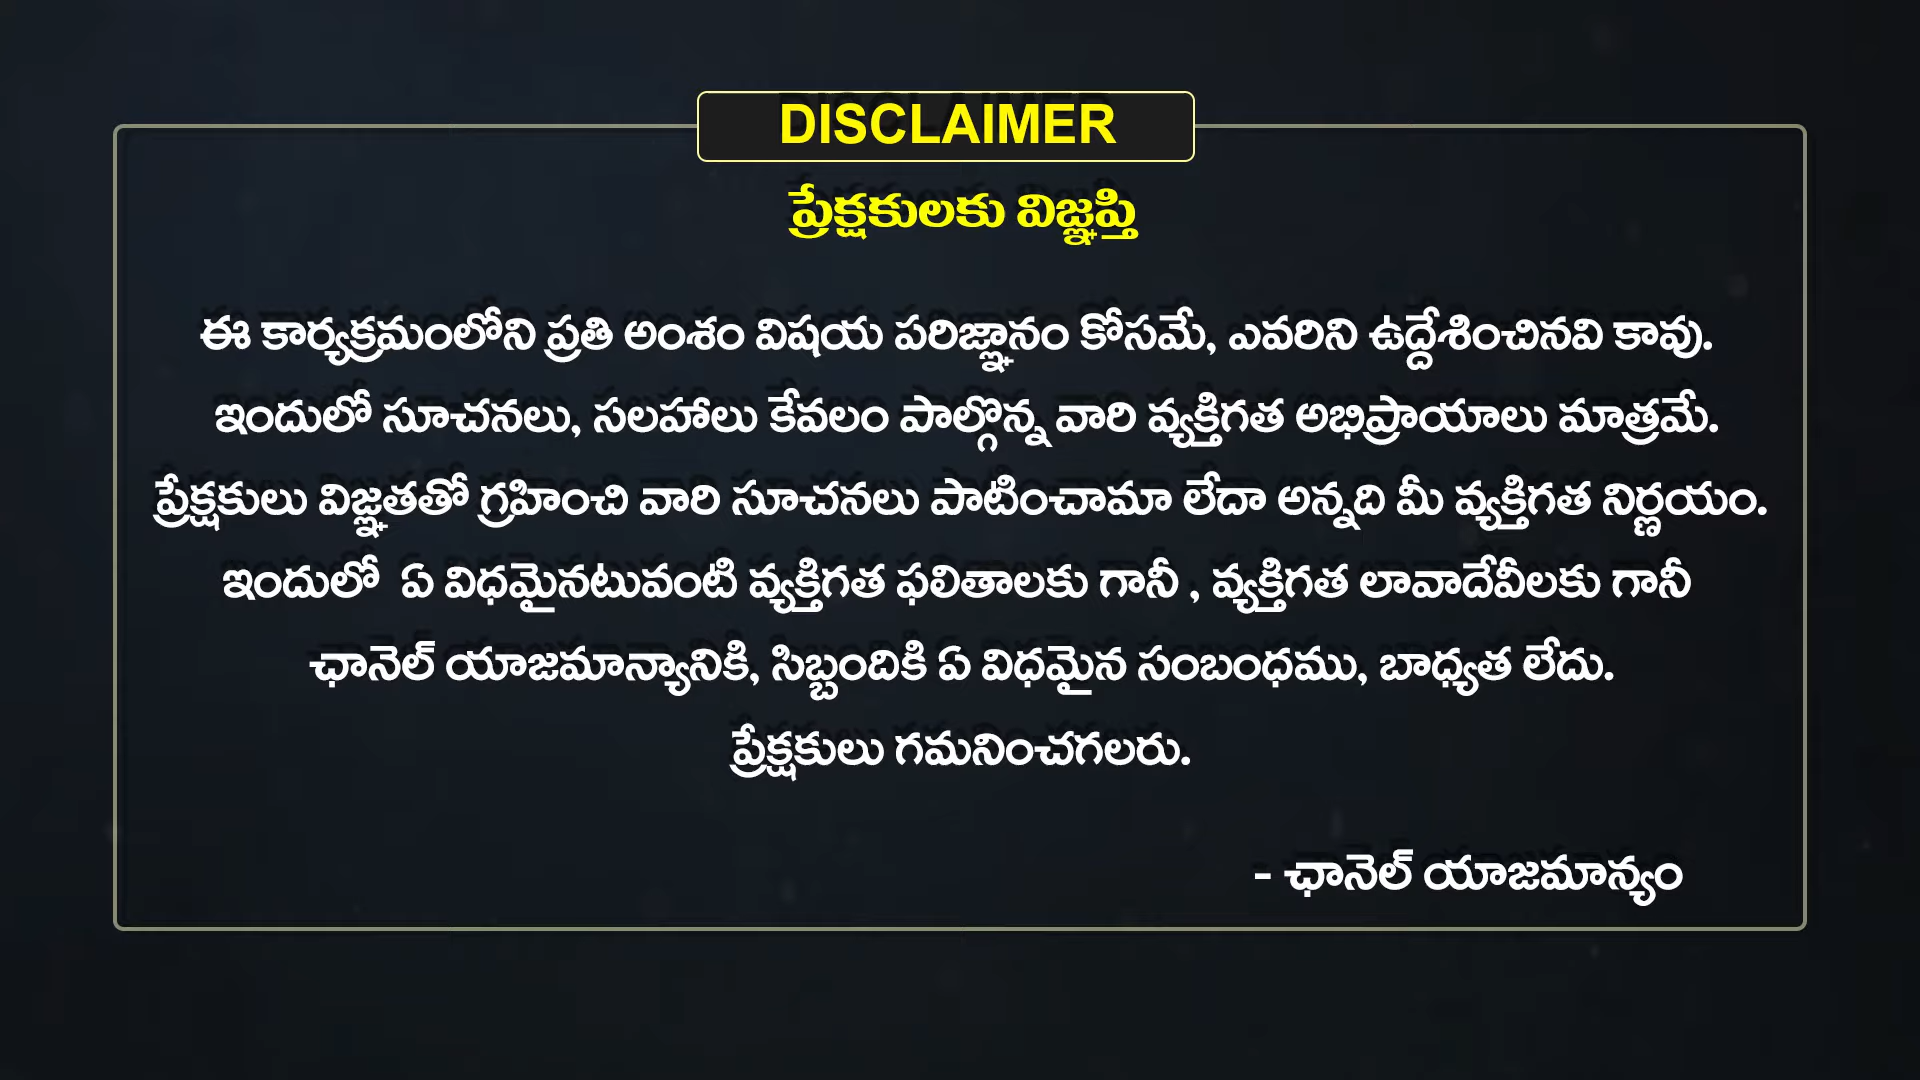 DISCLAIMER
ప్రేక్షకులకు విజ్ఞప్తి
ఈ కార్యక్రమంలోని ప్రతి అంశం విషయ పరిజ్ఞానం కోసమే, ఎవరిని ఉద్దేశించినవి కావు.
ఇందులో సూచనలు, సలహాలు కేవలం పాల్గొన్న వారి వ్యక్తిగత అభిప్రాయాలు మాత్రమే.
ప్రేక్షకులు విజ్ఞతతో గ్రహించి వారి సూచనలు పాటించామా లేదా అన్నది మీ వ్యక్తిగత నిర్ణయం.
ఇందులో ఏ విధమైనటువంటి వ్యక్తిగత ఫలితాలకు గానీ , వ్యక్తిగత లావాదేవీలకు గానీ
ఛానెల్ యాజమాన్యానికి, సిబ్బందికి ఏ విధమైన సంబంధము, బాధ్యత లేదు.
ప్రేక్షకులు గమనించగలరు.
- ఛానెల్ యాజమాన్యం